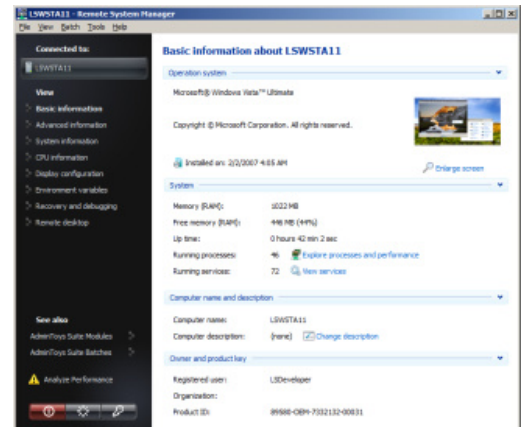 LSWSTA11 - Remote System Manager
File View Batch Tools Help
Connected to:
LSWSTA11
View
Basic information
Advanced information
System information
CPU information
Display configuration
Environment variables
Recovery and debugging
Remote desktop
See also
AdminToys Suite Modules
AdminToys Suite Batches
Analyze Performance
Basic information about LSWSTA11
Operation system
Microsoft® Windows Vista™ Ultimate
Copyright © Microsoft Corporation. All rights reserved.
Installed on: 2/2/2007 4:05 AM
Enlarge screen
System
Memory (RAM): 1022 MB
Free memory (RAM): 446 MB (44%)
Up time: 0 hours 42 min 2 sec
Running processes: 46 Explore processes and performance
Running services: 72 View services
Computer name and description
Computer name: LSWSTA11
Computer description: (none) Change description
Owner and product key
Registered user: LSDeveloper
Organization:
Product ID: 89580-OEM-7332132-00031